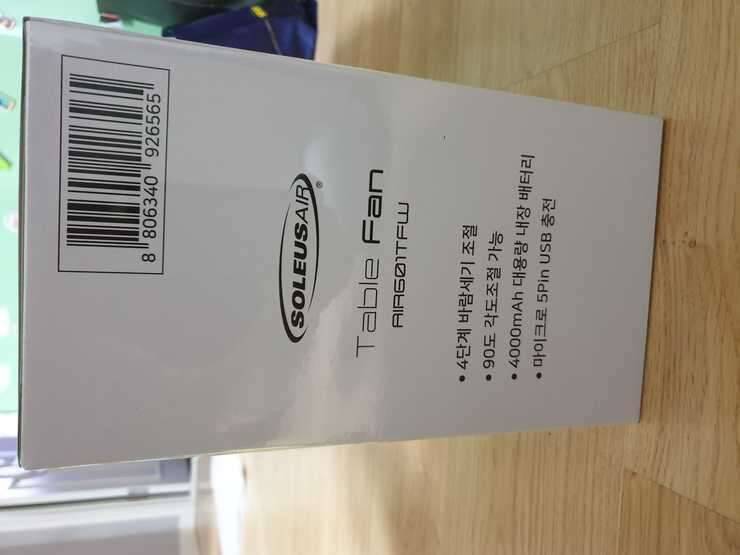 SOLEUSAIR®
Table Fan
AIR601TFW
• 4단계 바람세기 조절
• 90도 각도조절 가능
• 4000mAh 대용량 내장 배터리
• 마이크로 5Pin USB 충전
8 806340 926565